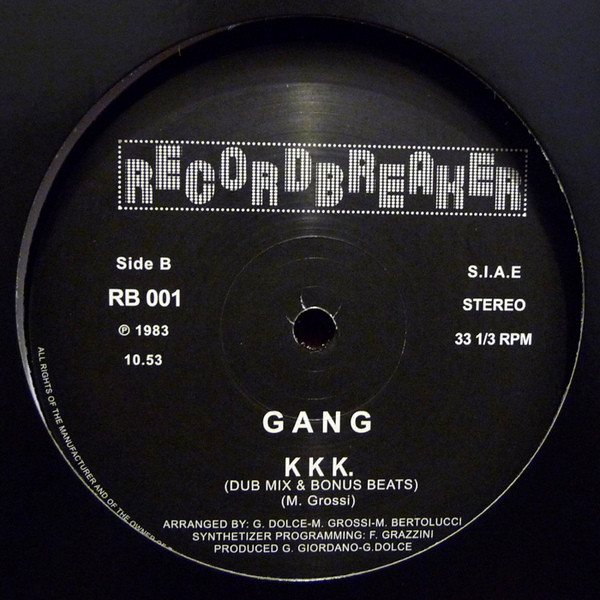 RECORDBREAKER
Side B
RB 001
℗ 1983
10.53
S.I.A.E
STEREO
33 1/3 RPM
GANG
KKK.
(DUB MIX & BONUS BEATS)
(M. Grossi)
ARRANGED BY: G. DOLCE-M. GROSSI-M. BERTOLUCCI
SYNTHETIZER PROGRAMMING: F. GRAZZINI
PRODUCED G. GIORDANO-G.DOLCE
ALL RIGHTS OF THE MANUFACTURER AND OF THE OWNER OF